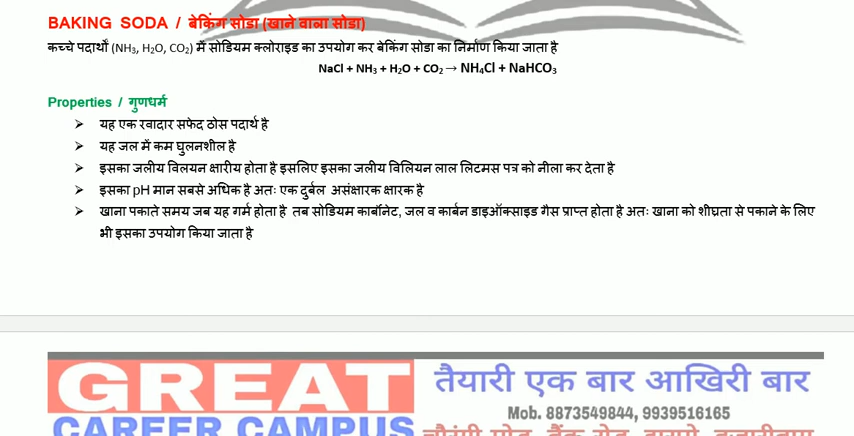 BAKING SODA / बेकिंग सोडा (खाने वाला सोडा)
कच्चे पदार्थों (NH₃, H₂O, CO₂) में सोडियम क्लोराइड का उपयोग कर बेकिंग सोडा का निर्माण किया जाता है
NaCl + NH₃ + H₂O + CO₂ → NH₄Cl + NaHCO₃
Properties / गुणधर्म
➢ यह एक रवादार सफेद ठोस पदार्थ है
➢ यह जल में कम घुलनशील है
➢ इसका जलीय विलयन क्षारीय होता है इसलिए इसका जलीय विलियन लाल लिटमस पत्र को नीला कर देता है
➢ इसका pH मान सबसे अधिक है अतः एक दुर्बल असंक्षारक क्षारक है
➢ खाना पकाते समय जब यह गर्म होता है तब सोडियम कार्बोनेट, जल व कार्बन डाइऑक्साइड गैस प्राप्त होता है अतः खाना को शीघ्रता से पकाने के लिए
भी इसका उपयोग किया जाता है
GREAT
तैयारी एक बार आखिरी बार
Mob. 8873549844, 9939516165
CAREER CAMPUS